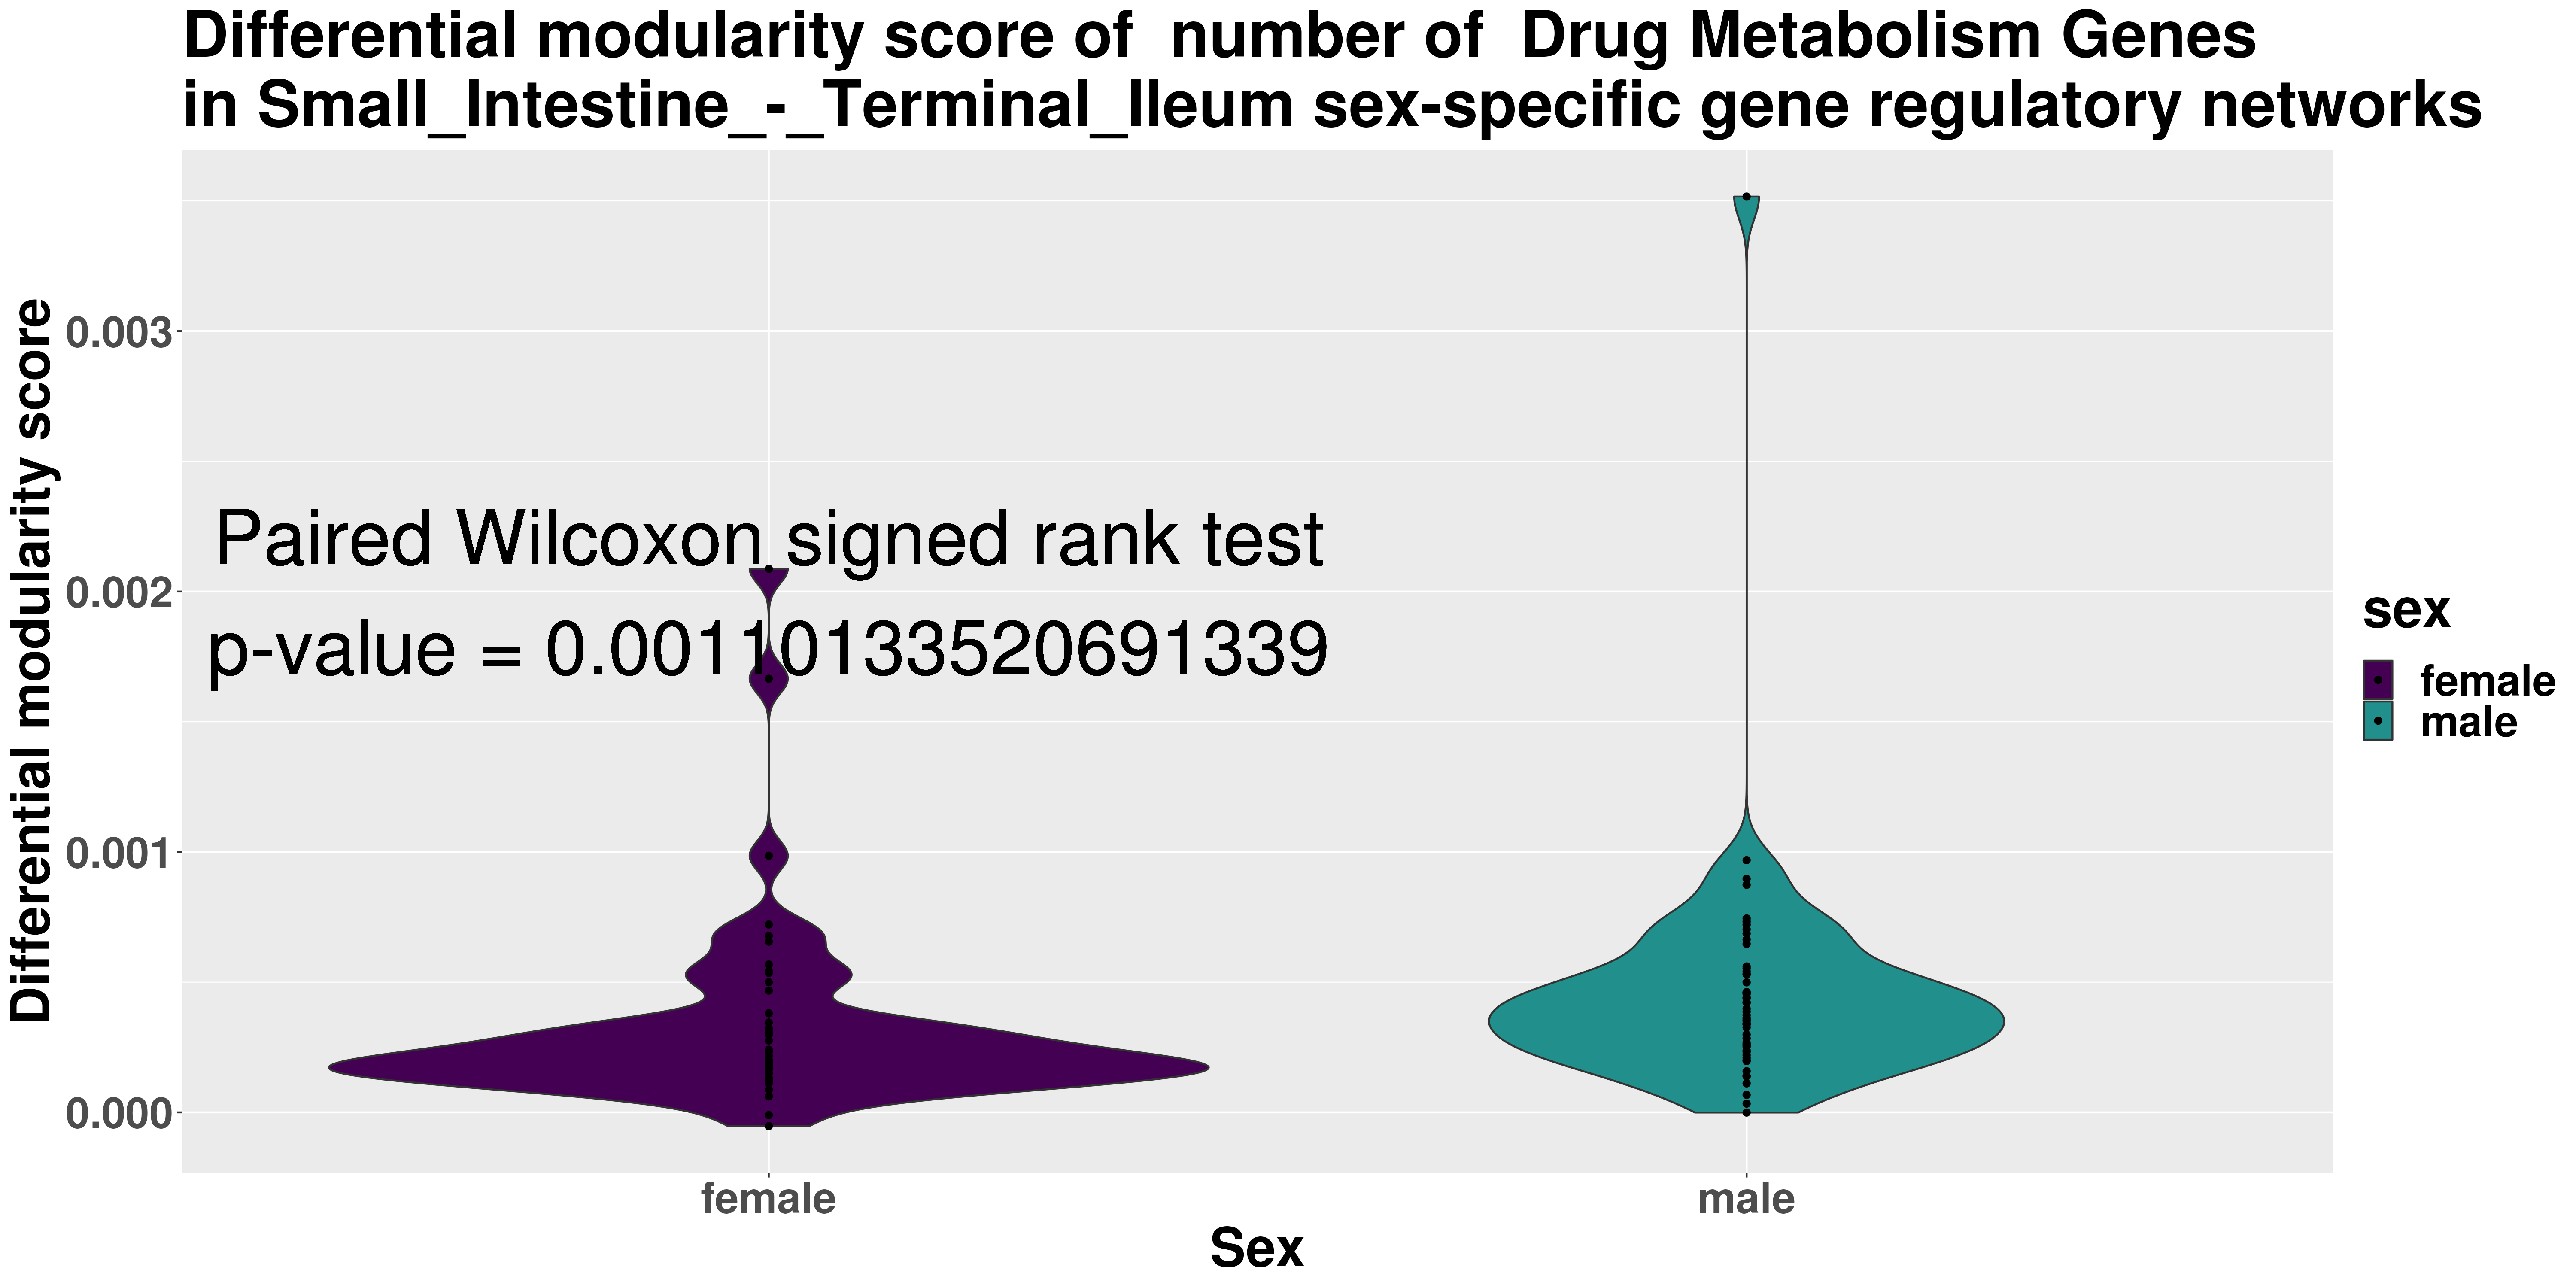 Differential modularity score of  number of  Drug Metabolism Genes
in Small_Intestine_-_Terminal_Ileum sex-specific gene regulatory networks
Differential modularity score
0.003
0.002
0.001
0.000
Paired Wilcoxon signed rank test
p-value = 0.00110133520691339
female
male
Sex
sex
female
male